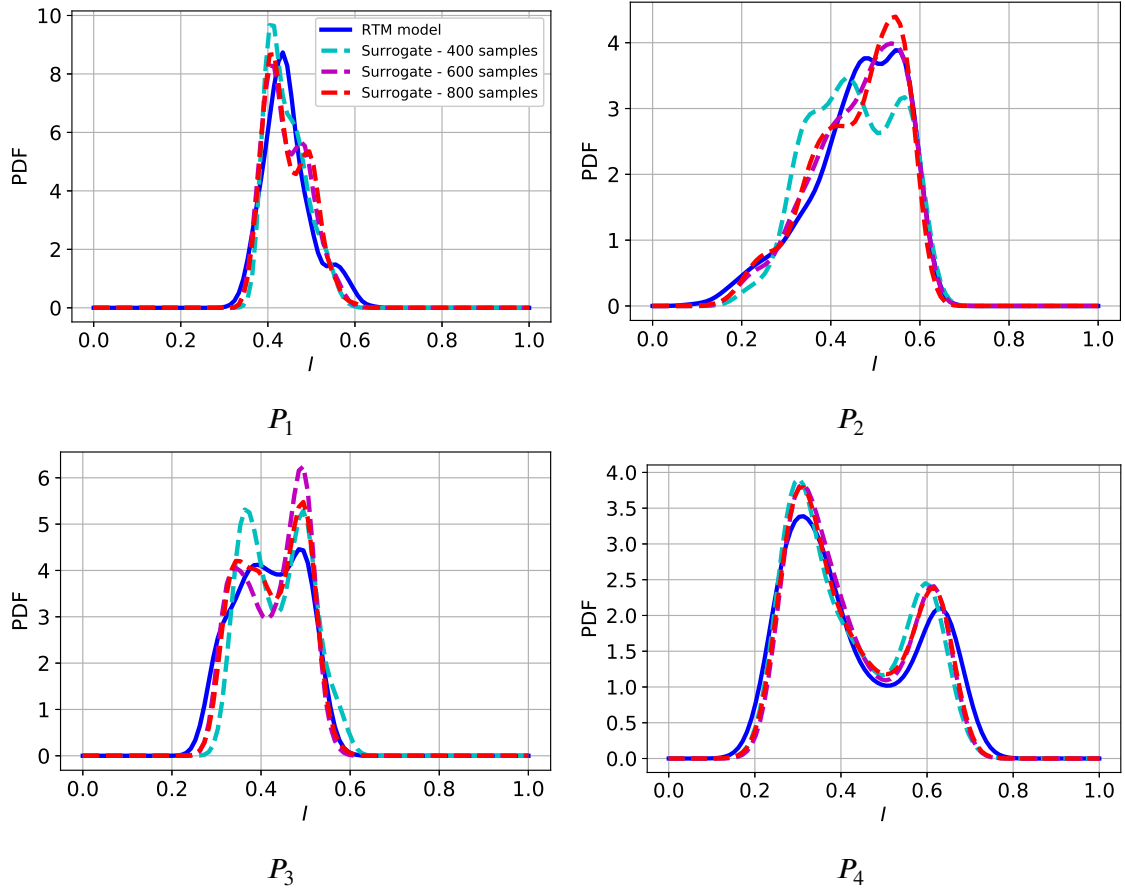 10
8
6
4
2
0
PDF
RTM model
Surrogate - 400 samples
Surrogate - 600 samples
Surrogate - 800 samples
0.0 0.2 0.4 0.6 0.8 1.0
I
P1
4
3
2
1
0
PDF
0.0 0.2 0.4 0.6 0.8 1.0
I
P2
6
5
4
3
2
1
0
PDF
0.0 0.2 0.4 0.6 0.8 1.0
I
P3
4.0
3.5
3.0
2.5
2.0
1.5
1.0
0.5
0.0
PDF
0.0 0.2 0.4 0.6 0.8 1.0
I
P4